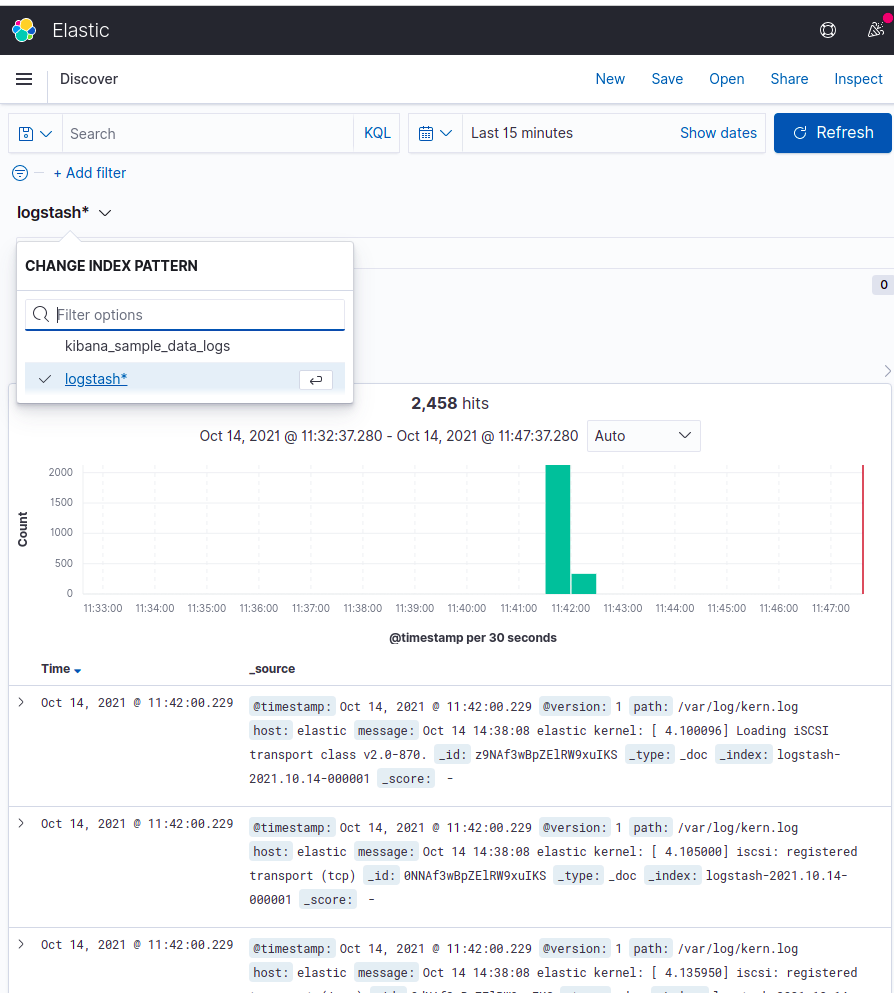 Elastic
Discover New Save Open Share Inspect
Search KQL Last 15 minutes Show dates Refresh
+ Add filter
logstash*
CHANGE INDEX PATTERN
0
Filter options
kibana_sample_data_logs
logstash*
2,458 hits
Oct 14, 2021 @ 11:32:37.280 - Oct 14, 2021 @ 11:47:37.280 Auto
2000
1500
1000
500
0
Count
11:33:00 11:34:00 11:35:00 11:36:00 11:37:00 11:38:00 11:39:00 11:40:00 11:41:00 11:42:00 11:43:00 11:44:00 11:45:00 11:46:00 11:47:00
@timestamp per 30 seconds
Time _source
Oct 14, 2021 @ 11:42:00.229 @timestamp: Oct 14, 2021 @ 11:42:00.229 @version: 1 path: /var/log/kern.log
host: elastic message: Oct 14 14:38:08 elastic kernel: [ 4.100096] Loading iSCSI
transport class v2.0-870. _id: z9NAf3wBpZElRW9xuIKS _type: _doc _index: logstash-
2021.10.14-000001 _score: -
Oct 14, 2021 @ 11:42:00.229 @timestamp: Oct 14, 2021 @ 11:42:00.229 @version: 1 path: /var/log/kern.log
host: elastic message: Oct 14 14:38:08 elastic kernel: [ 4.105000] iscsi: registered
transport (tcp) _id: 0NNAf3wBpZElRW9xuIKS _type: _doc _index: logstash-2021.10.14-
000001 _score: -
Oct 14, 2021 @ 11:42:00.229 @timestamp: Oct 14, 2021 @ 11:42:00.229 @version: 1 path: /var/log/kern.log
host: elastic message: Oct 14 14:38:08 elastic kernel: [ 4.135950] iscsi: registered